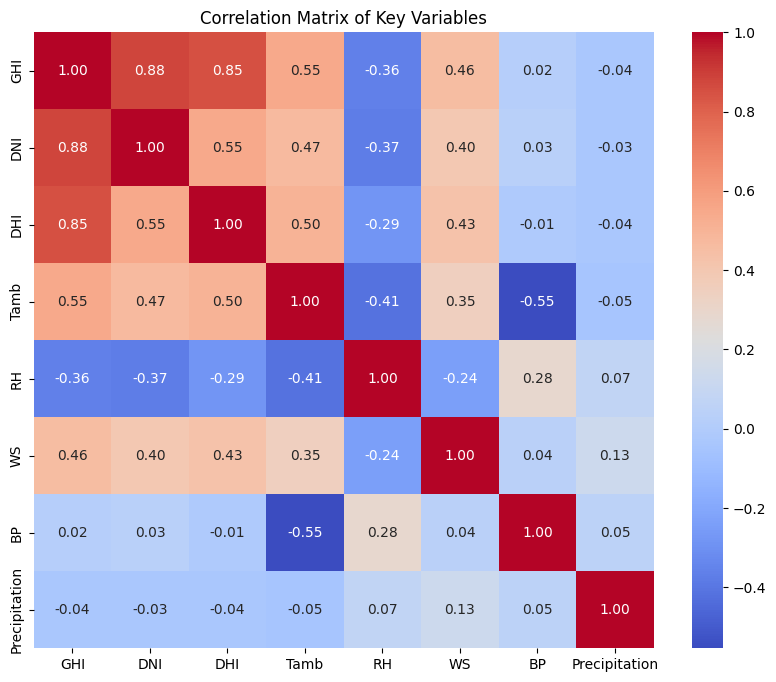 Correlation Matrix of Key Variables
GHI 1.00 0.88 0.85 0.55 -0.36 0.46 0.02 -0.04
DNI 0.88 1.00 0.55 0.47 -0.37 0.40 0.03 -0.03
DHI 0.85 0.55 1.00 0.50 -0.29 0.43 -0.01 -0.04
Tamb 0.55 0.47 0.50 1.00 -0.41 0.35 -0.55 -0.05
RH -0.36 -0.37 -0.29 -0.41 1.00 -0.24 0.28 0.07
WS 0.46 0.40 0.43 0.35 -0.24 1.00 0.04 0.13
BP 0.02 0.03 -0.01 -0.55 0.28 0.04 1.00 0.05
Precipitation -0.04 -0.03 -0.04 -0.05 0.07 0.13 0.05 1.00
GHI DNI DHI Tamb RH WS BP Precipitation
1.0
0.8
0.6
0.4
0.2
0.0
−0.2
−0.4